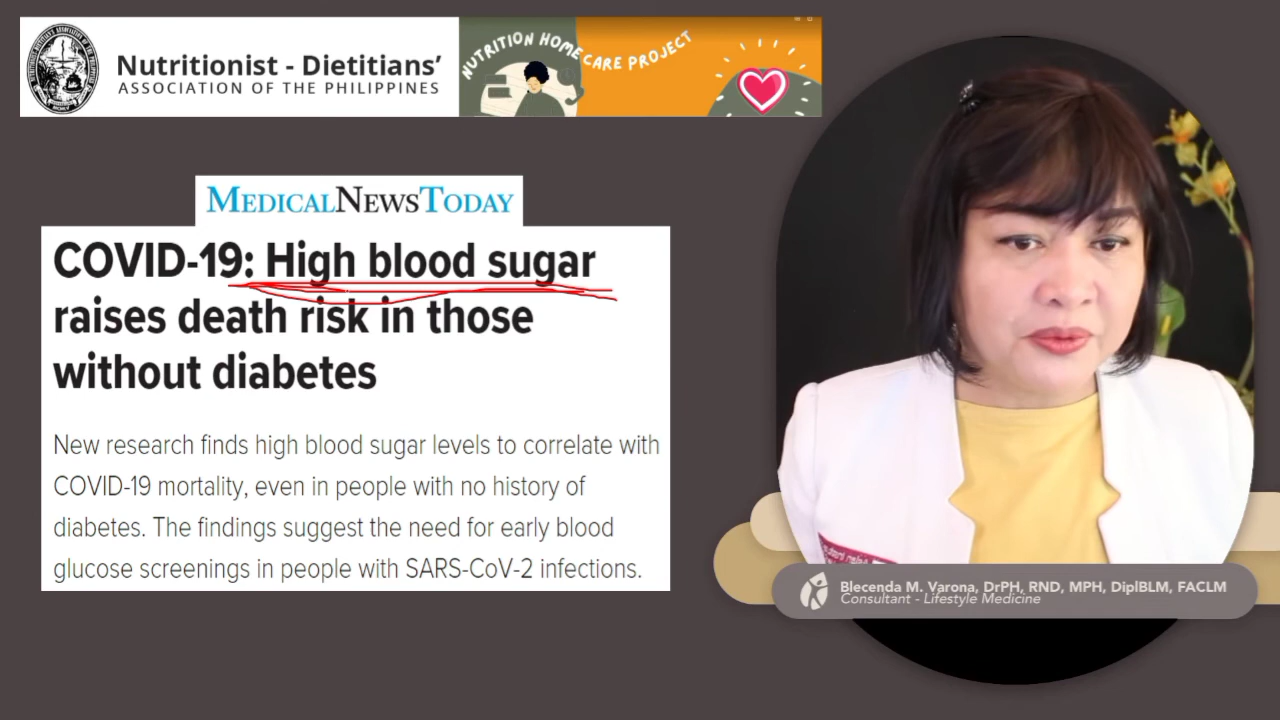 Nutritionist - Dietitians'
ASSOCIATION OF THE PHILIPPINES
NUTRITION HOME CARE PROJECT
MEDICALNEWSTODAY
COVID-19: High blood sugar
raises death risk in those
without diabetes
New research finds high blood sugar levels to correlate with
COVID-19 mortality, even in people with no history of
diabetes. The findings suggest the need for early blood
glucose screenings in people with SARS-CoV-2 infections.
Blecenda M. Varona, DrPH, RND, MPH, DiplBLM, FACLM
Consultant - Lifestyle Medicine